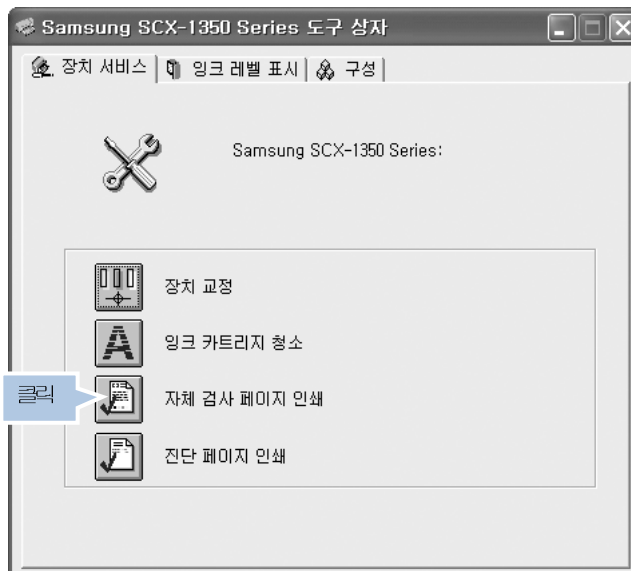 Samsung SCX-1350 Series 도구 상자
장치 서비스 잉크 레벨 표시 구성
Samsung SCX-1350 Series:
장치 교정
잉크 카트리지 청소
클릭 자체 검사 페이지 인쇄
진단 페이지 인쇄